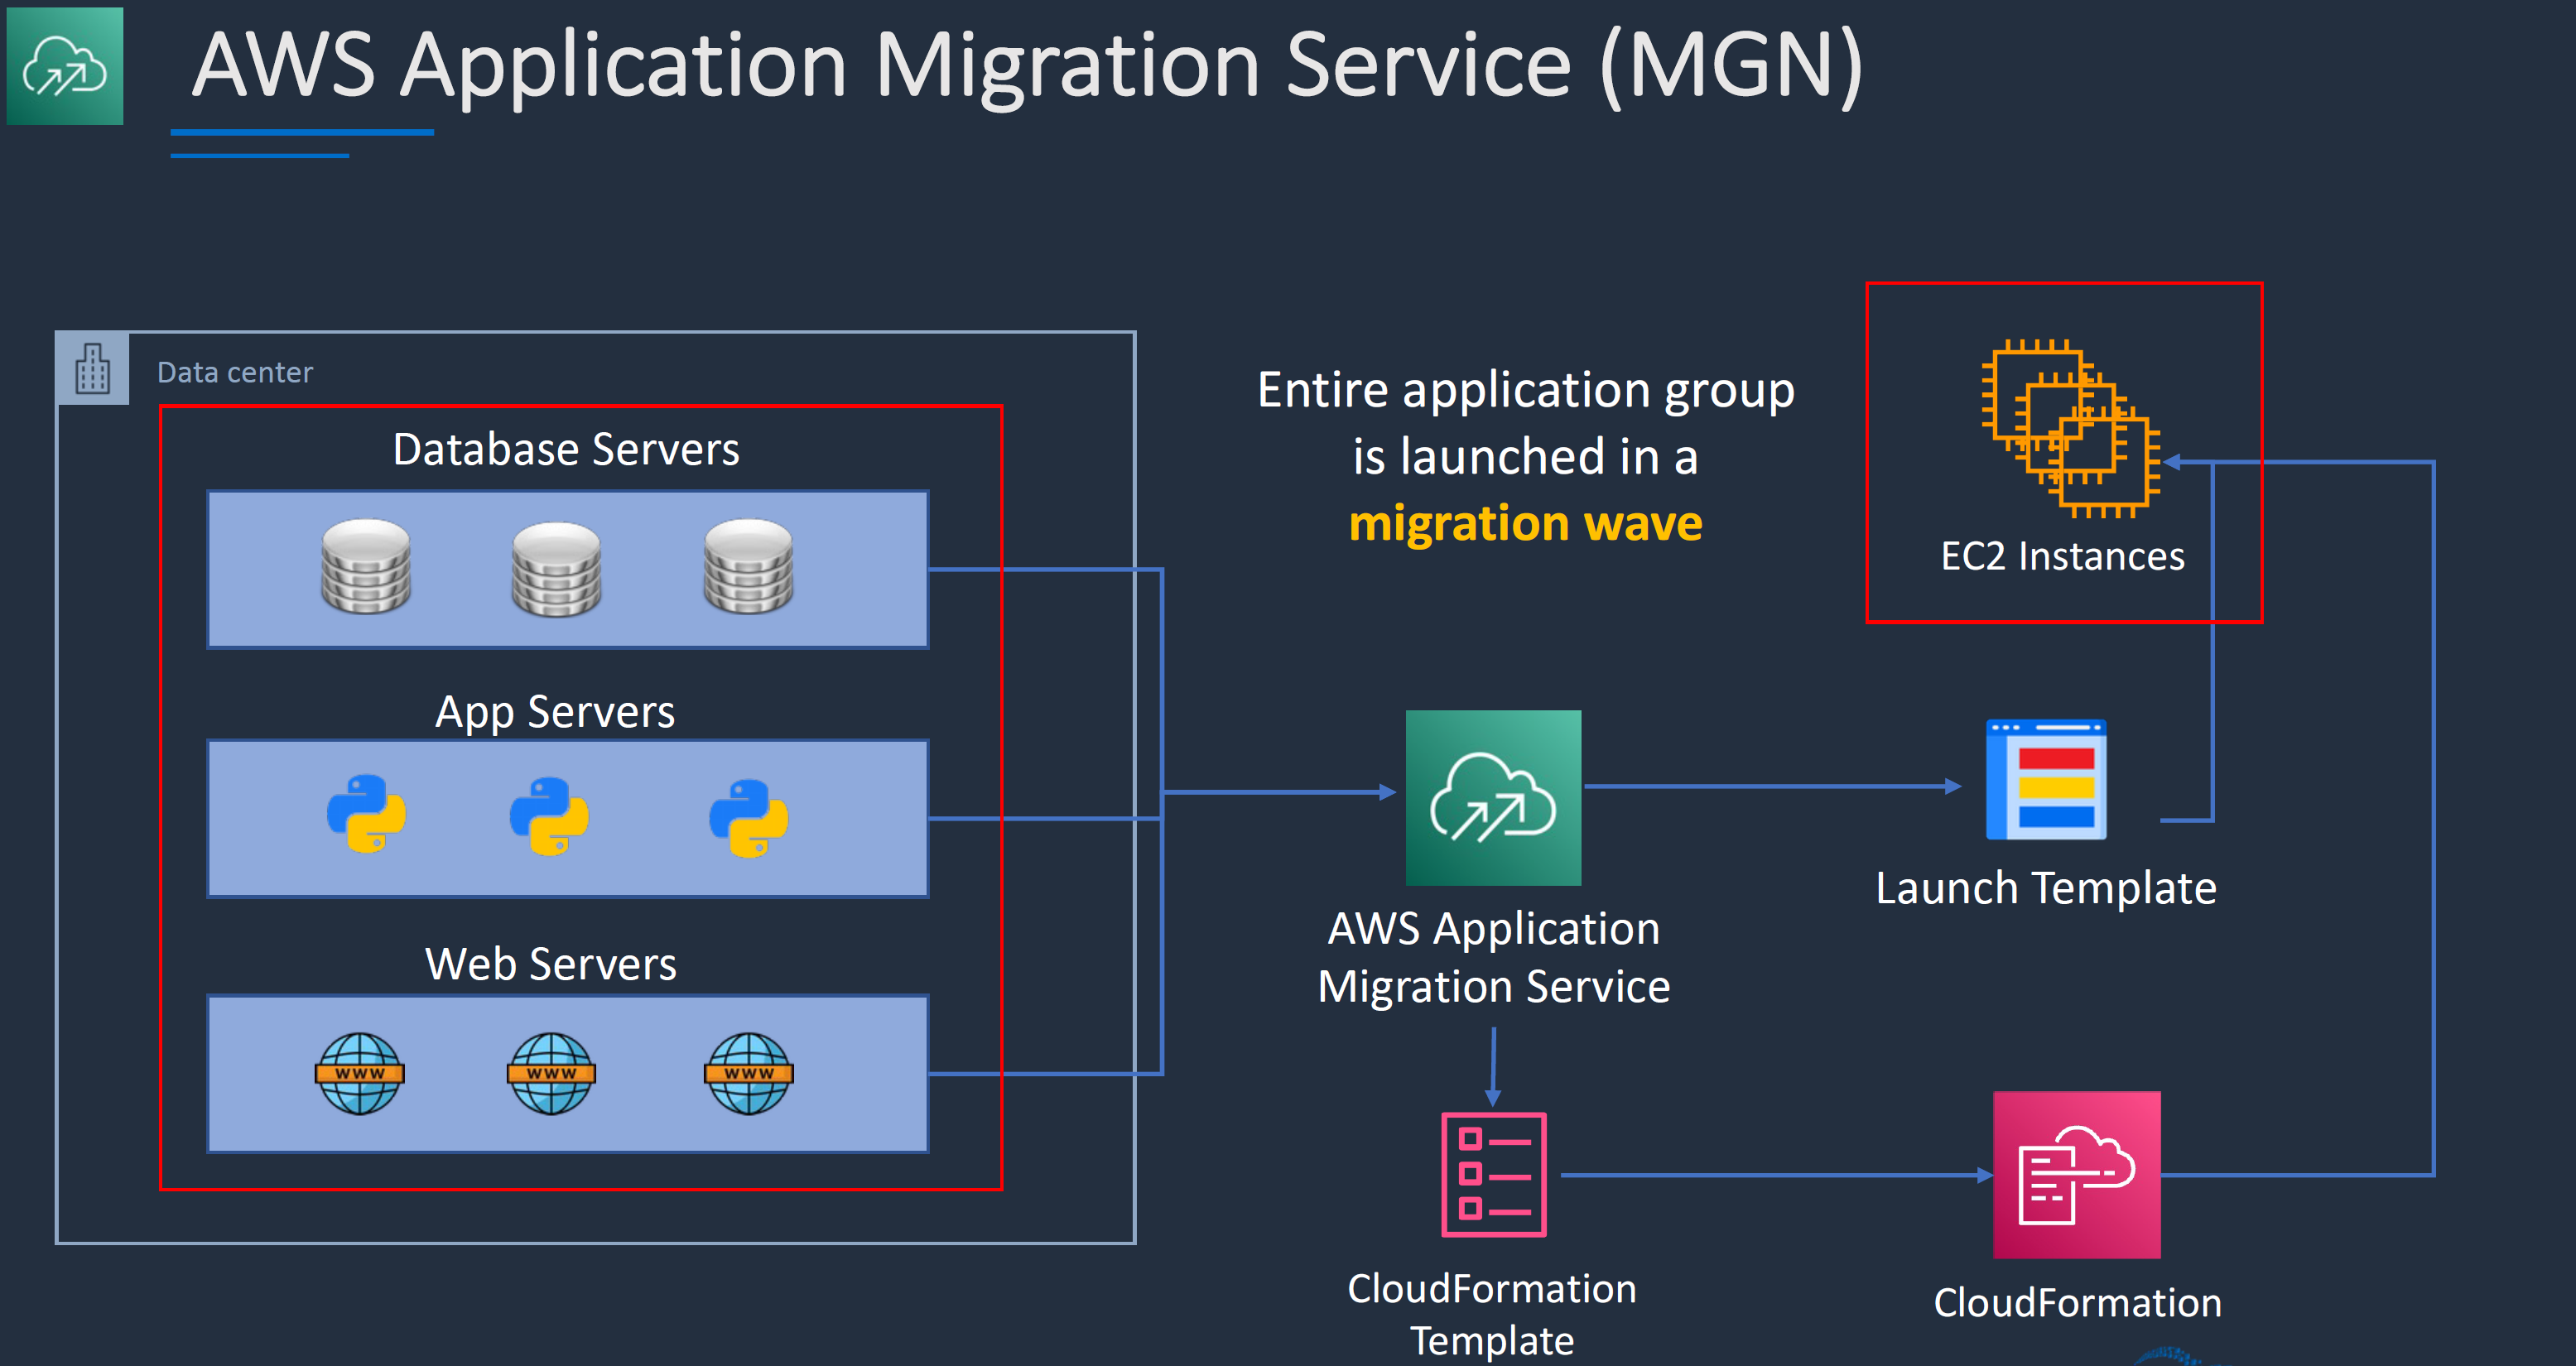 AWS Application Migration Service (MGN)
Data center
Database Servers
App Servers
Web Servers
WWW WWW WWW
Entire application group
is launched in a
migration wave
EC2 Instances
AWS Application
Migration Service
Launch Template
CloudFormation
Template
CloudFormation